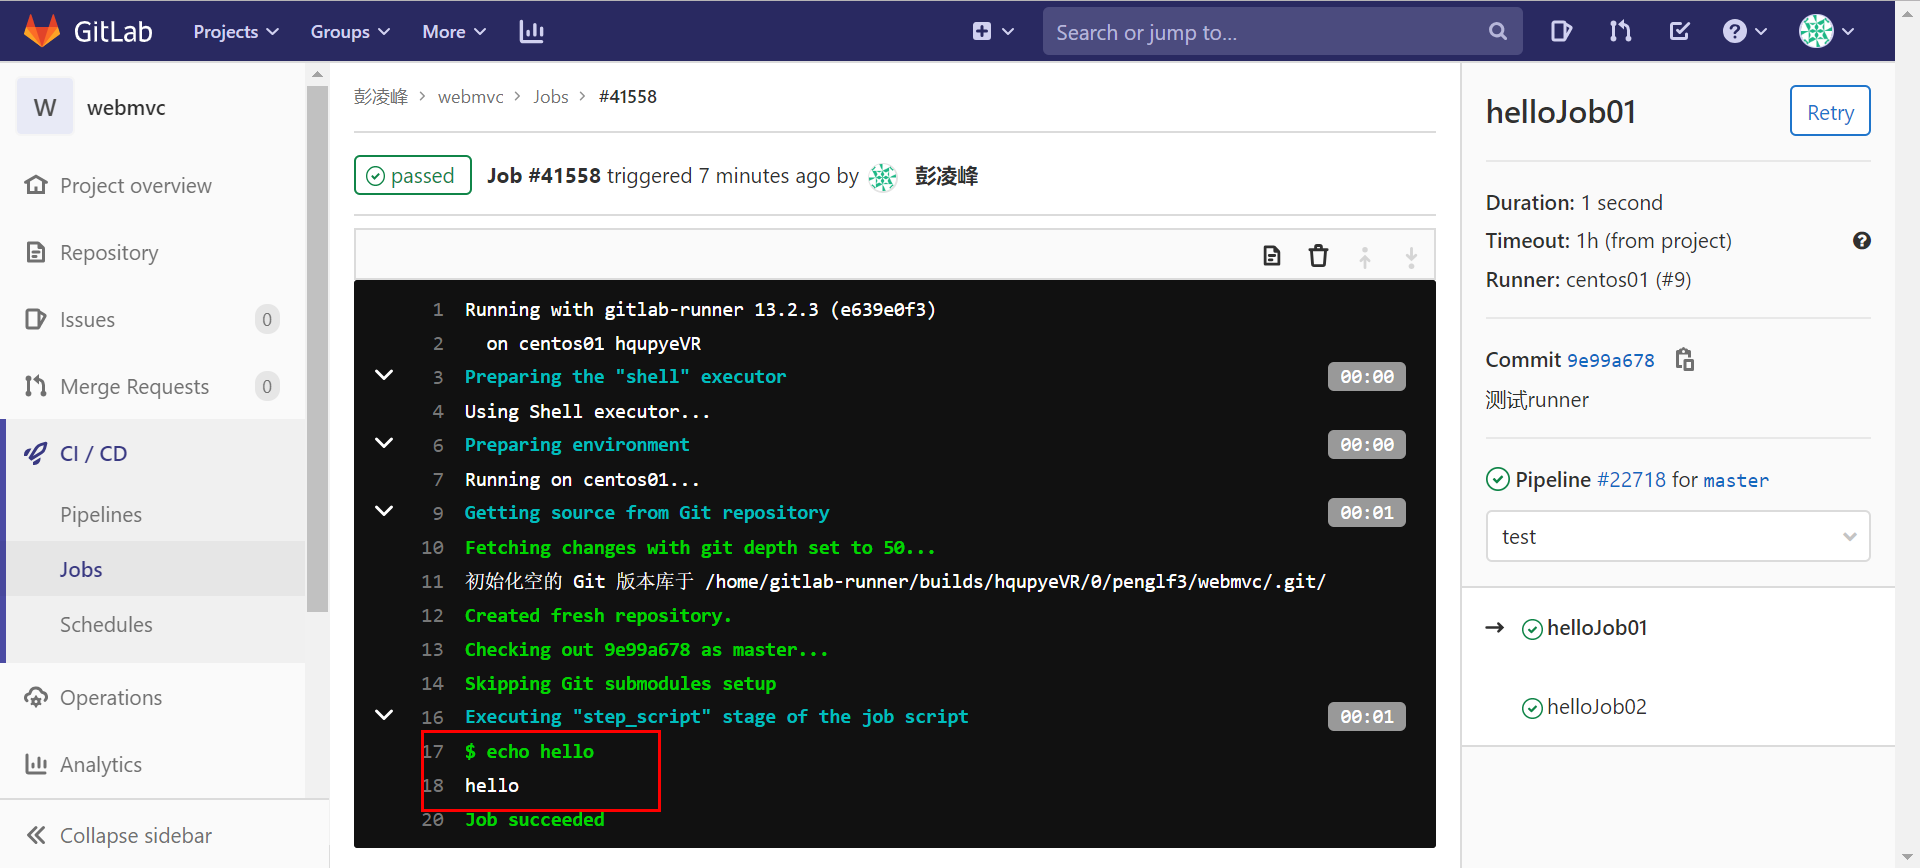 GitLab Projects Groups More Search or jump to...
W webmvc
Project overview
Repository
Issues 0
Merge Requests 0
CI / CD
Pipelines
Jobs
Schedules
Operations
Analytics
Collapse sidebar
彭凌峰 > webmvc > Jobs > #41558
passed Job #41558 triggered 7 minutes ago by 彭凌峰
1 Running with gitlab-runner 13.2.3 (e639e0f3)
2 on centos01 hqupyeVR
3 Preparing the "shell" executor 00:00
4 Using Shell executor...
6 Preparing environment 00:00
7 Running on centos01...
9 Getting source from Git repository 00:01
10 Fetching changes with git depth set to 50...
11 初始化空的 Git 版本库于 /home/gitlab-runner/builds/hqupyeVR/0/penglf3/webmvc/.git/
12 Created fresh repository.
13 Checking out 9e99a678 as master...
14 Skipping Git submodules setup
16 Executing "step_script" stage of the job script 00:01
17 $ echo hello
18 hello
20 Job succeeded
helloJob01 Retry
Duration: 1 second
Timeout: 1h (from project)
Runner: centos01 (#9)
Commit 9e99a678
测试runner
Pipeline #22718 for master
test
→ helloJob01
helloJob02